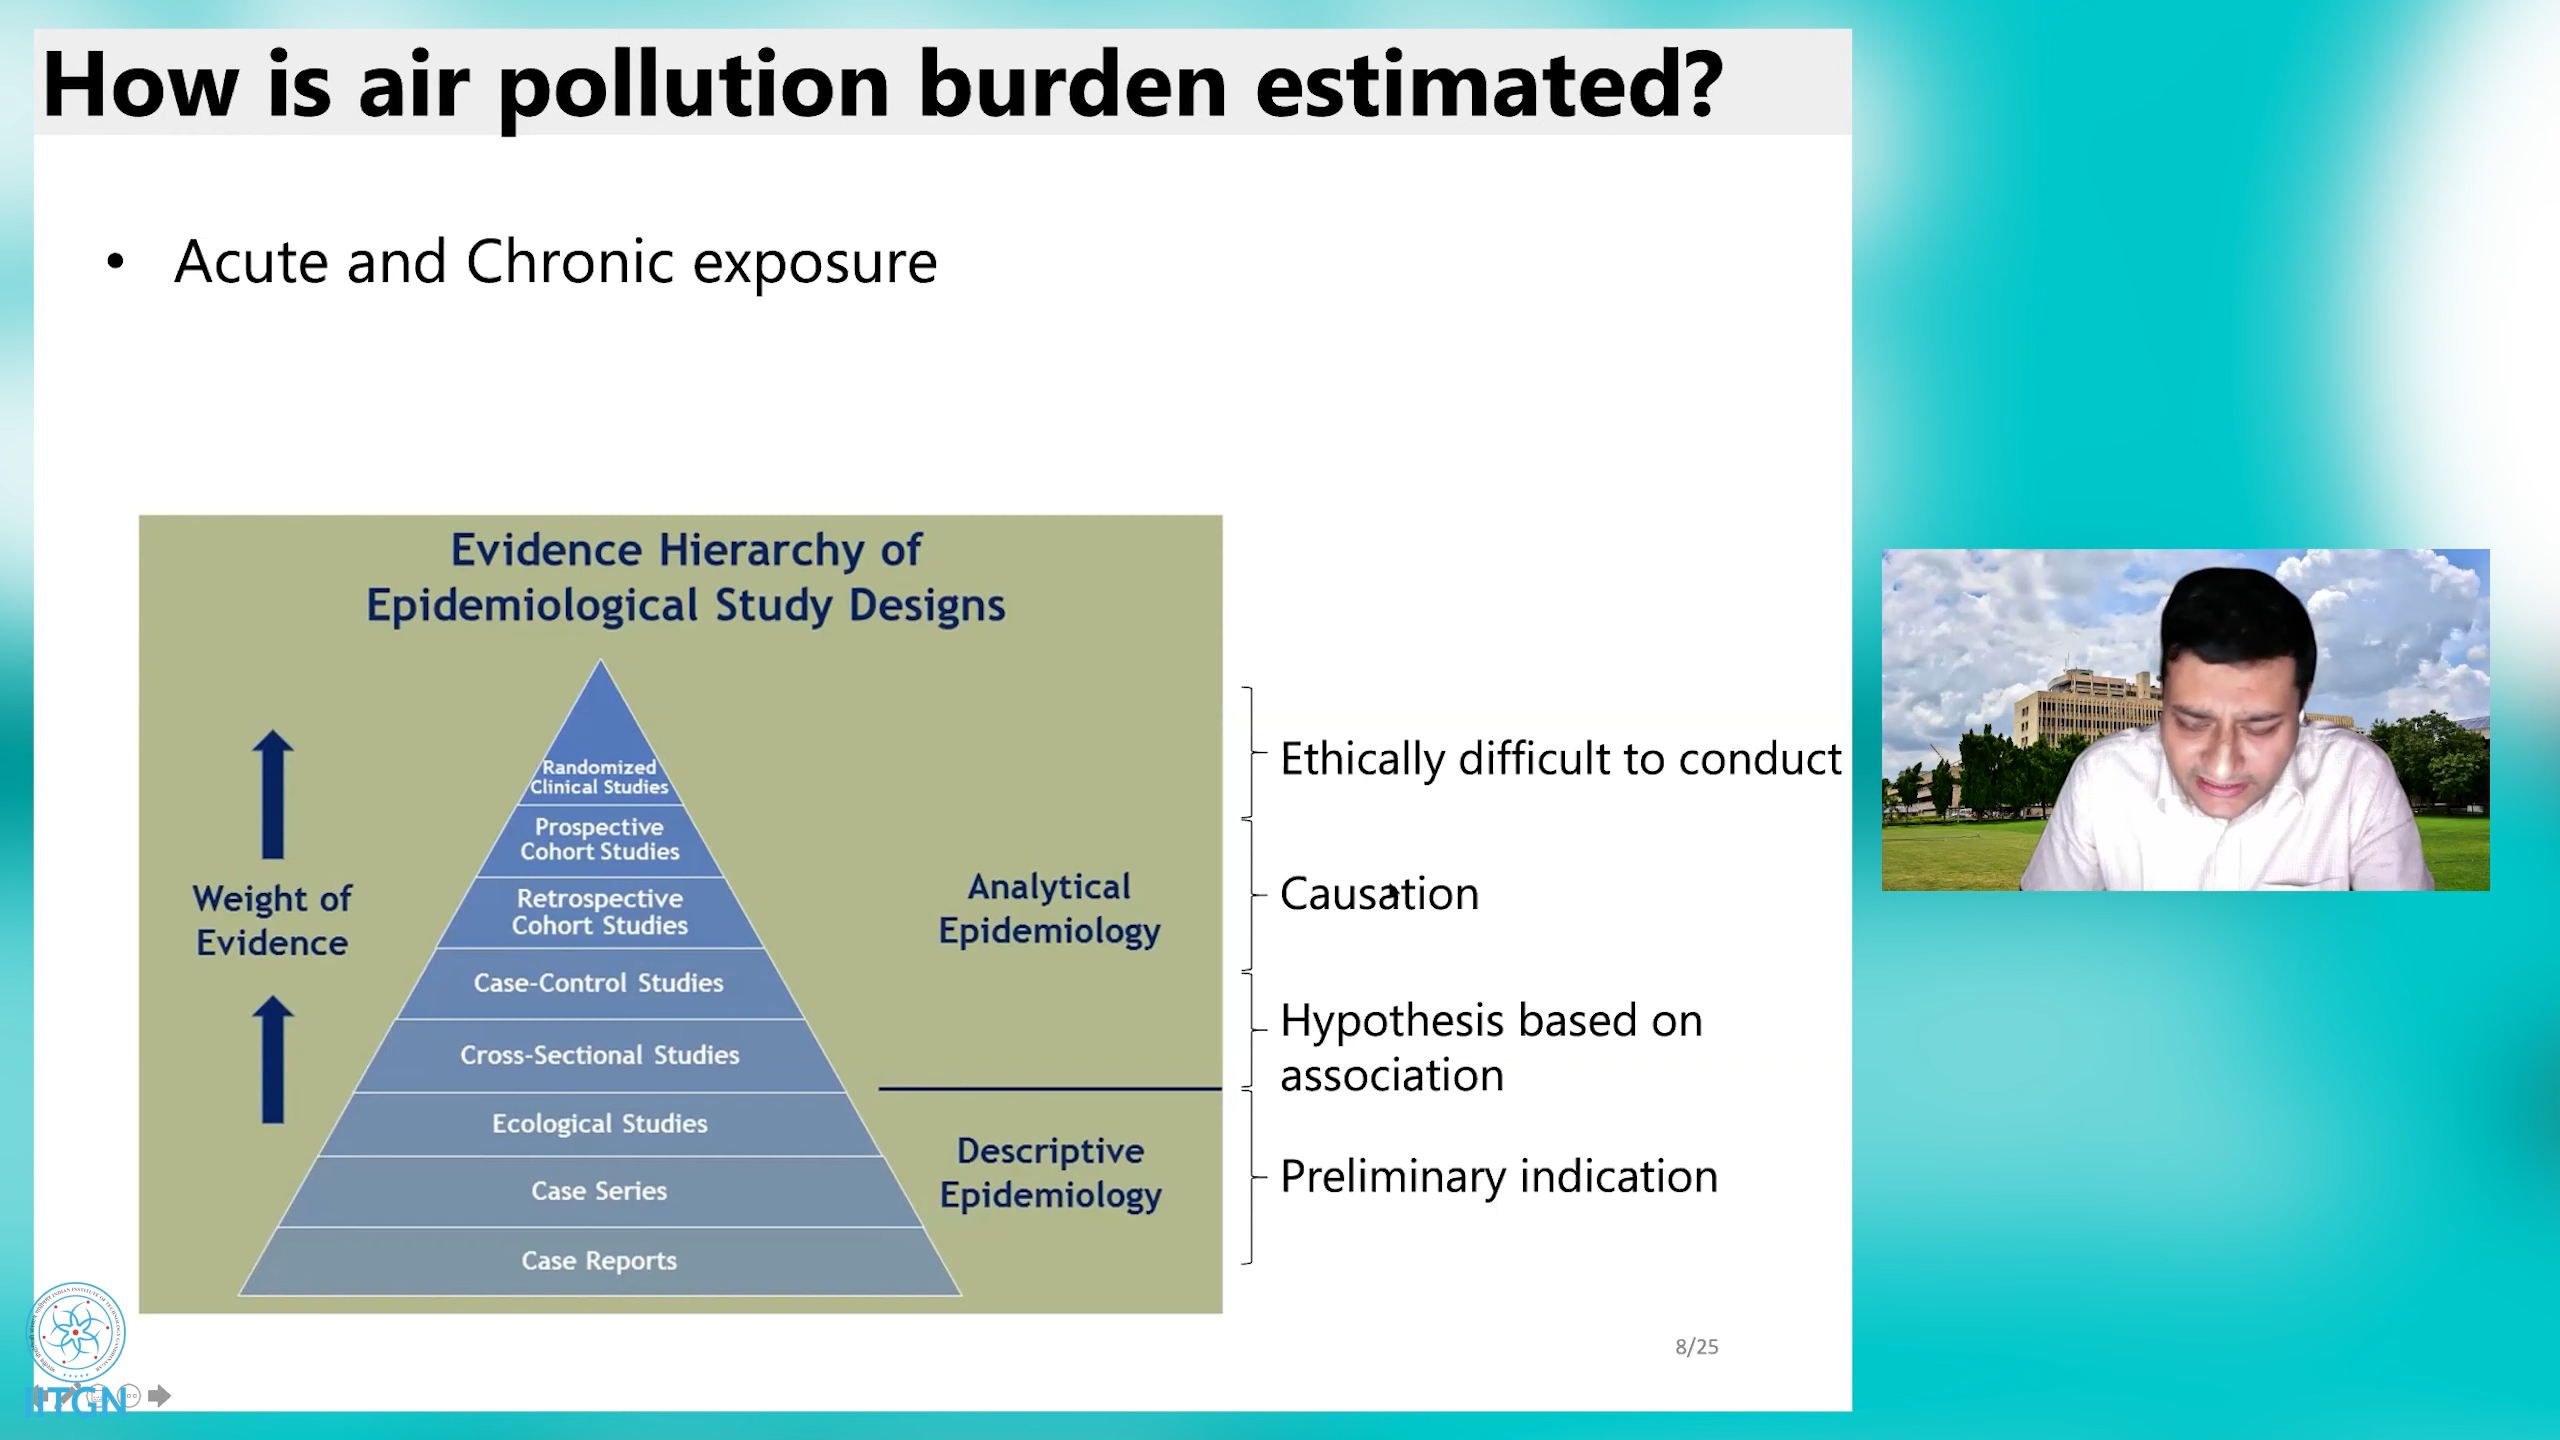 How is air pollution burden estimated?
• Acute and Chronic exposure
Evidence Hierarchy of
Epidemiological Study Designs
Randomized
Clinical Studies
Prospective
Cohort Studies
Retrospective
Cohort Studies
Case-Control Studies
Cross-Sectional Studies
Ecological Studies
Case Series
Case Reports
Weight of
Evidence
Analytical
Epidemiology
Descriptive
Epidemiology
Ethically difficult to conduct
Causation
Hypothesis based on
association
Preliminary indication
8/25
IITGN